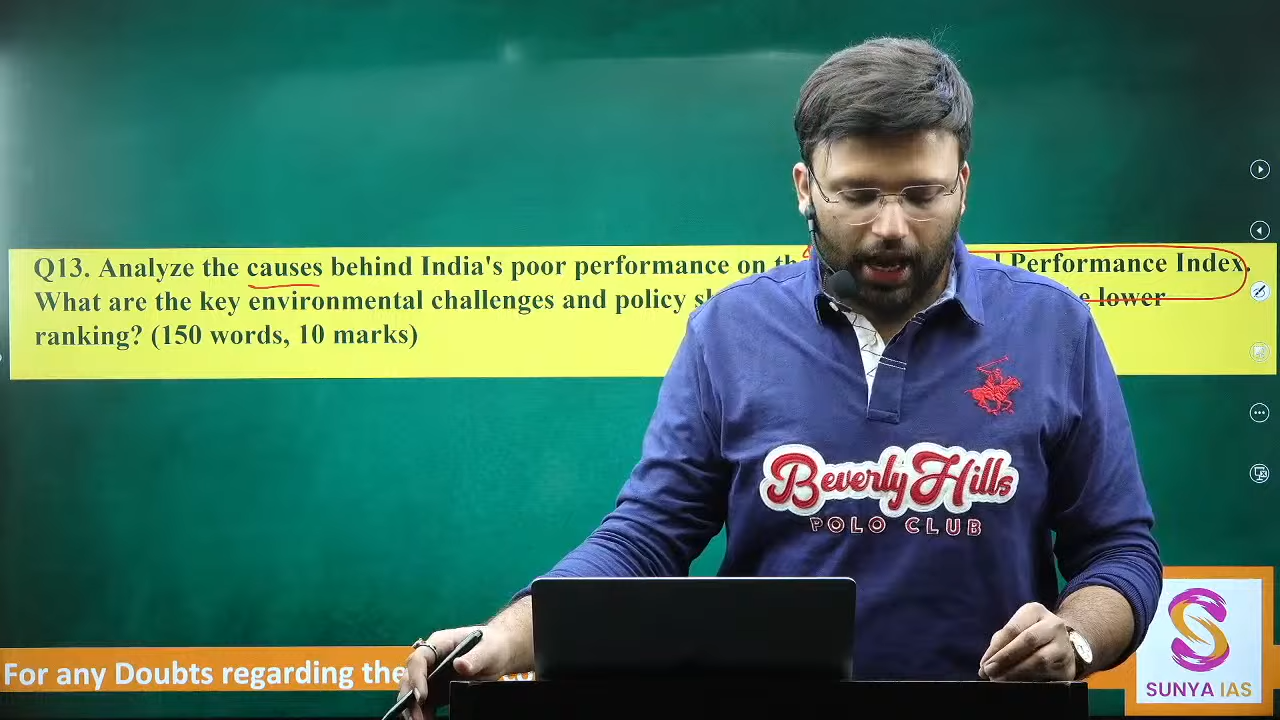 Q13. Analyze the causes behind India's poor performance on Performance Index.
What are the key environmental challenges and policy lower
ranking? (150 words, 10 marks)
Beverly Hills
POLO CLUB
For any Doubts regarding the
SUNYA IAS